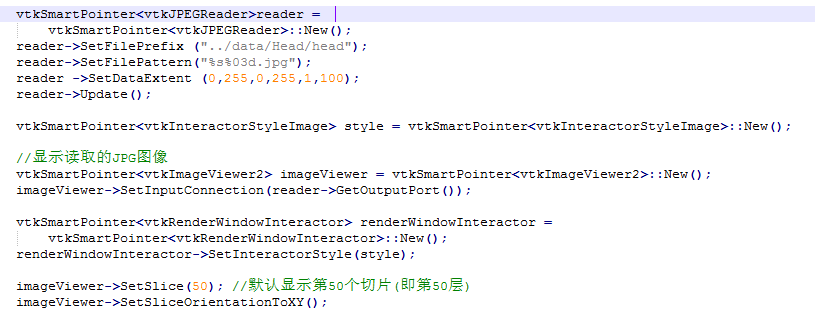 vtkSmartPointer<vtkJPEGReader>reader =
vtkSmartPointer<vtkJPEGReader>::New();
reader->SetFilePrefix ("../data/Head/head");
reader->SetFilePattern("%s%03d.jpg");
reader ->SetDataExtent (0,255,0,255,1,100);
reader->Update();
vtkSmartPointer<vtkInteractorStyleImage> style = vtkSmartPointer<vtkInteractorStyleImage>::New();
//显示读取的JPG图像
vtkSmartPointer<vtkImageViewer2> imageViewer = vtkSmartPointer<vtkImageViewer2>::New();
imageViewer->SetInputConnection(reader->GetOutputPort());
vtkSmartPointer<vtkRenderWindowInteractor> renderWindowInteractor =
vtkSmartPointer<vtkRenderWindowInteractor>::New();
renderWindowInteractor->SetInteractorStyle(style);
imageViewer->SetSlice(50); //默认显示第50个切片(即第50层)
imageViewer->SetSliceOrientationToXY();